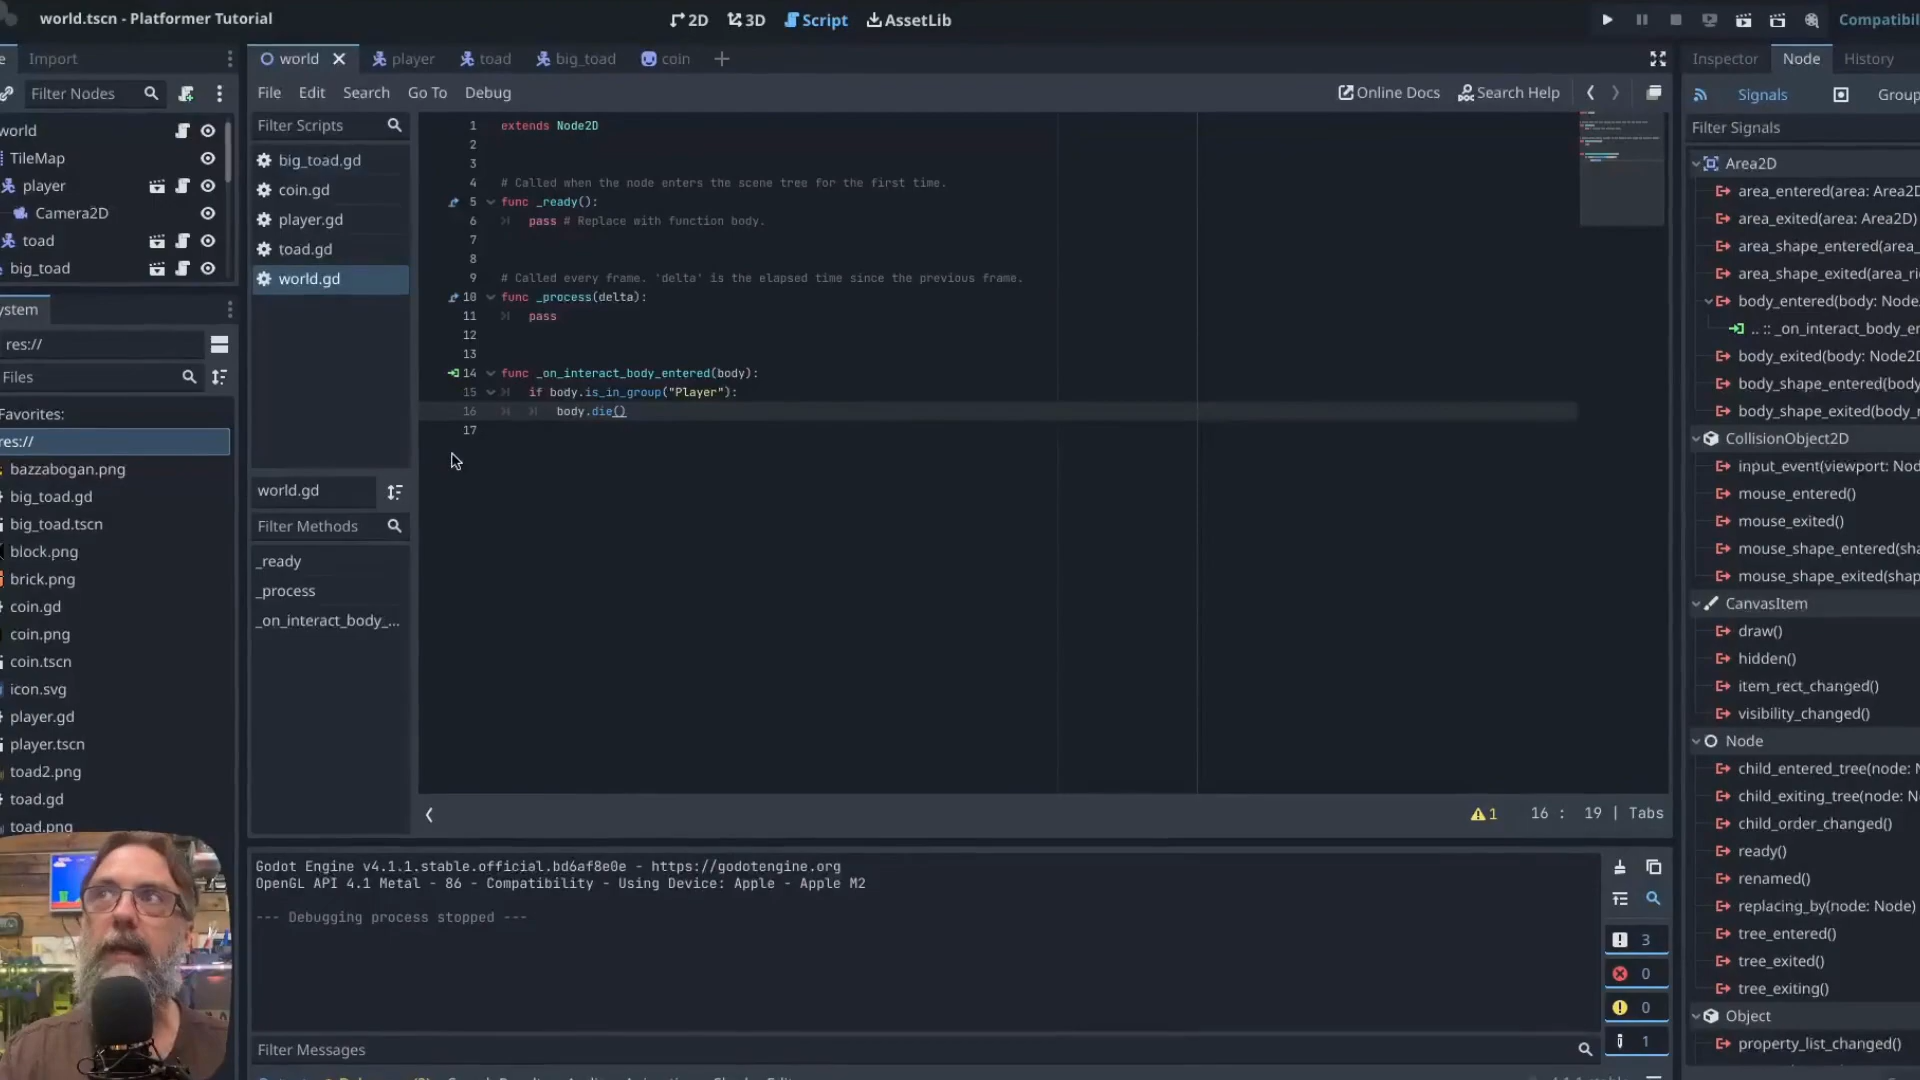 world.tscn - Platformer Tutorial
2D
3D
Script
AssetLib
Compatibil
Import
world
player
toad
big_toad
coin
Inspector
Node
History
Filter Nodes
File
Edit
Search
Go To
Debug
Online Docs
Search Help
Signals
Group
world
TileMap
player
Camera2D
toad
big_toad
ystem
res://
Files
Favorites:
res://
bazzabogan.png
big_toad.gd
big_toad.tscn
block.png
brick.png
coin.gd
coin.png
coin.tscn
icon.svg
player.gd
player.tscn
toad2.png
toad.gd
toad.png
Filter Scripts
big_toad.gd
coin.gd
player.gd
toad.gd
world.gd
world.gd
Filter Methods
_ready
_process
_on_interact_body_...
1 extends Node2D
2
3
4 # Called when the node enters the scene tree for the first time.
5 func _ready():
6 pass # Replace with function body.
7
8
9 # Called every frame. 'delta' is the elapsed time since the previous frame.
10 func _process(delta):
11 pass
12
13
14 func _on_interact_body_entered(body):
15 if body.is_in_group("Player"):
16 body.die()
17
1 16 : 19 | Tabs
Godot Engine v4.1.1.stable.official.bd6af8e0e - https://godotengine.org
OpenGL API 4.1 Metal - 86 - Compatibility - Using Device: Apple - Apple M2
--- Debugging process stopped ---
3
0
0
1
Filter Messages
Filter Signals
Area2D
area_entered(area: Area2D
area_exited(area: Area2D)
area_shape_entered(area_
area_shape_exited(area_ri
body_entered(body: Node
.. :: _on_interact_body_e
body_exited(body: Node2D
body_shape_entered(body
body_shape_exited(body_r
CollisionObject2D
input_event(viewport: Nod
mouse_entered()
mouse_exited()
mouse_shape_entered(sha
mouse_shape_exited(shap
CanvasItem
draw()
hidden()
item_rect_changed()
visibility_changed()
Node
child_entered_tree(node: N
child_exiting_tree(node: N
child_order_changed()
ready()
renamed()
replacing_by(node: Node)
tree_entered()
tree_exited()
tree_exiting()
Object
property_list_changed()